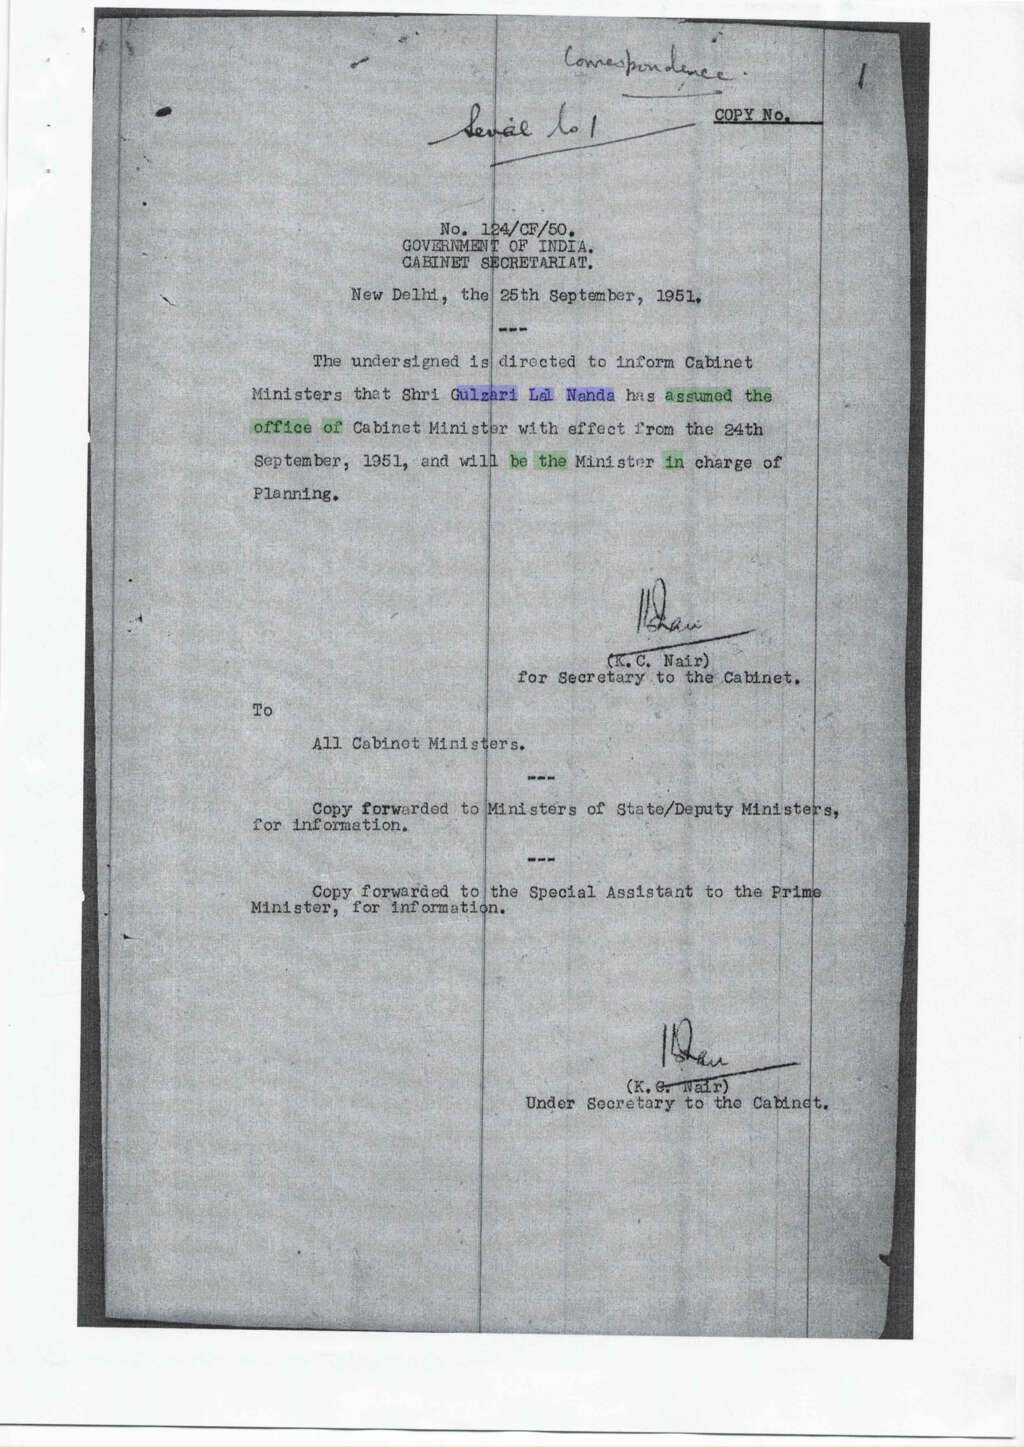 Correspondence.
1
Serial No 1
COPY No.
No. 124/CF/50.
GOVERNMENT OF INDIA.
CABINET SECRETARIAT.
New Delhi, the 25th September, 1951.
---
The undersigned is directed to inform Cabinet
Ministers that Shri Gulzari Lal Nanda has assumed the
office of Cabinet Minister with effect from the 24th
September, 1951, and will be the Minister in charge of
Planning.
(K.C. Nair)
for Secretary to the Cabinet.
To
All Cabinet Ministers.
---
Copy forwarded to Ministers of State/Deputy Ministers,
for information.
---
Copy forwarded to the Special Assistant to the Prime
Minister, for information.
(K.C. Nair)
Under Secretary to the Cabinet.